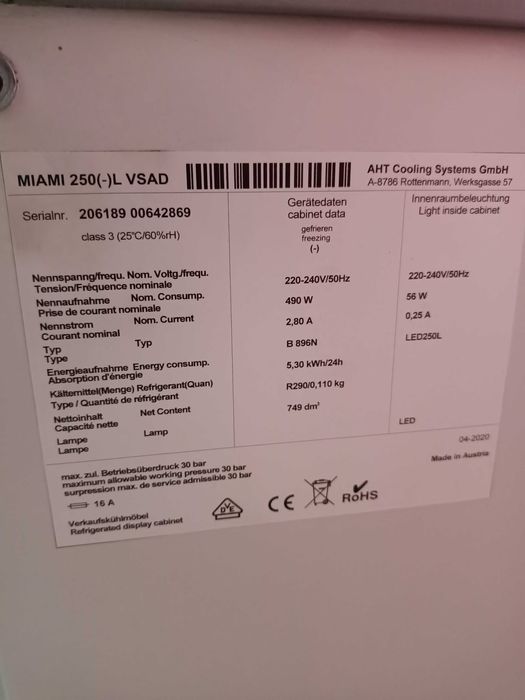 MIAMI 250(-)L VSAD
AHT Cooling Systems GmbH
A-8786 Rottenmann, Werksgasse 57
Serialnr. 206189 00642869
class 3 (25°C/60%rH)
Gerätedaten
cabinet data
gefrieren
freezing
(-)
Innenraumbeleuchtung
Light inside cabinet
Nennspanng/frequ. Nom. Voltg./frequ.
Tension/Fréquence nominale
220-240V/50Hz
220-240V/50Hz
Nennaufnahme Nom. Consump.
Prise de courant nominale
490 W
56 W
Nennstrom Nom. Current
Courant nominal
2,80 A
0,25 A
Typ Typ
Type
B 896N
LED250L
Energieaufnahme Energy consump.
Absorption d'énergie
5,30 kWh/24h
Kältemittel(Menge) Refrigerant(Quan)
Type / Quantité de réfrigérant
R290/0,110 kg
Nettoinhalt Net Content
Capacité nette
749 dm³
Lampe Lamp
Lampe
LED
04-2020
Made in Austria
max. zul. Betriebsüberdruck 30 bar
maximum allowable working pressure 30 bar
surpression max. de service admissible 30 bar
16 A
Verkaufskühlmöbel
Refrigerated display cabinet
DVE
CE
RoHS